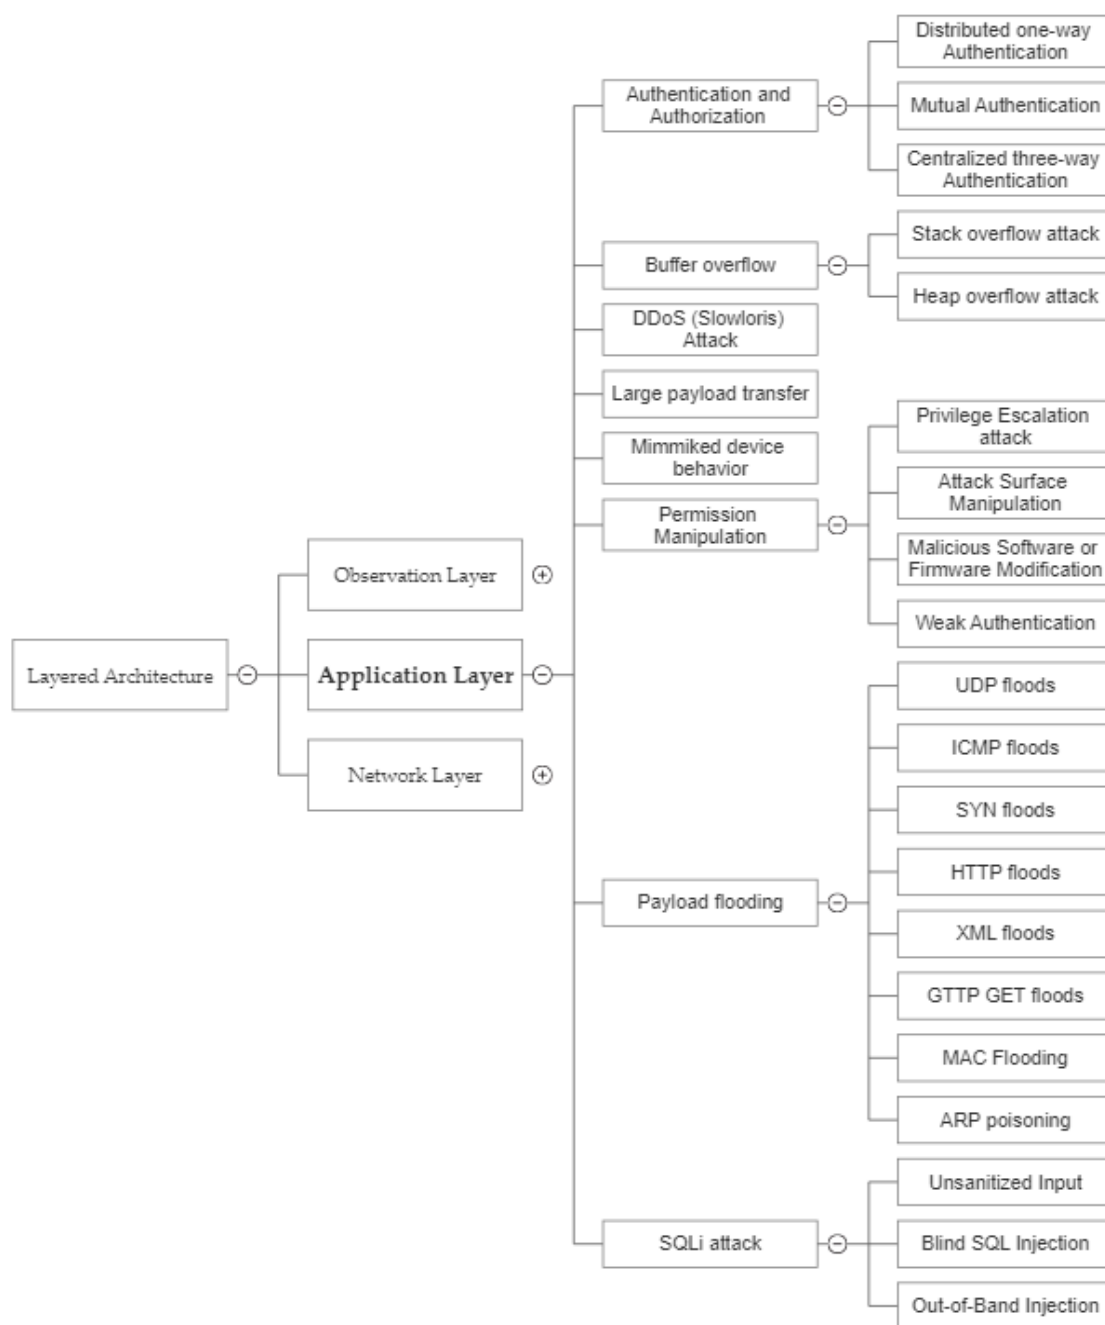 Distributed one-way
Authentication
Authentication and
Authorization
Mutual Authentication
Centralized three-way
Authentication
Buffer overflow
Stack overflow attack
Heap overflow attack
DDoS (Slowloris)
Attack
Large payload transfer
Mimmiked device
behavior
Permission
Manipulation
Privilege Escalation
attack
Attack Surface
Manipulation
Malicious Software or
Firmware Modification
Weak Authentication
Observation Layer
Layered Architecture
Application Layer
Network Layer
Payload flooding
UDP floods
ICMP floods
SYN floods
HTTP floods
XML floods
GTTP GET floods
MAC Flooding
ARP poisoning
SQLi attack
Unsanitized Input
Blind SQL Injection
Out-of-Band Injection